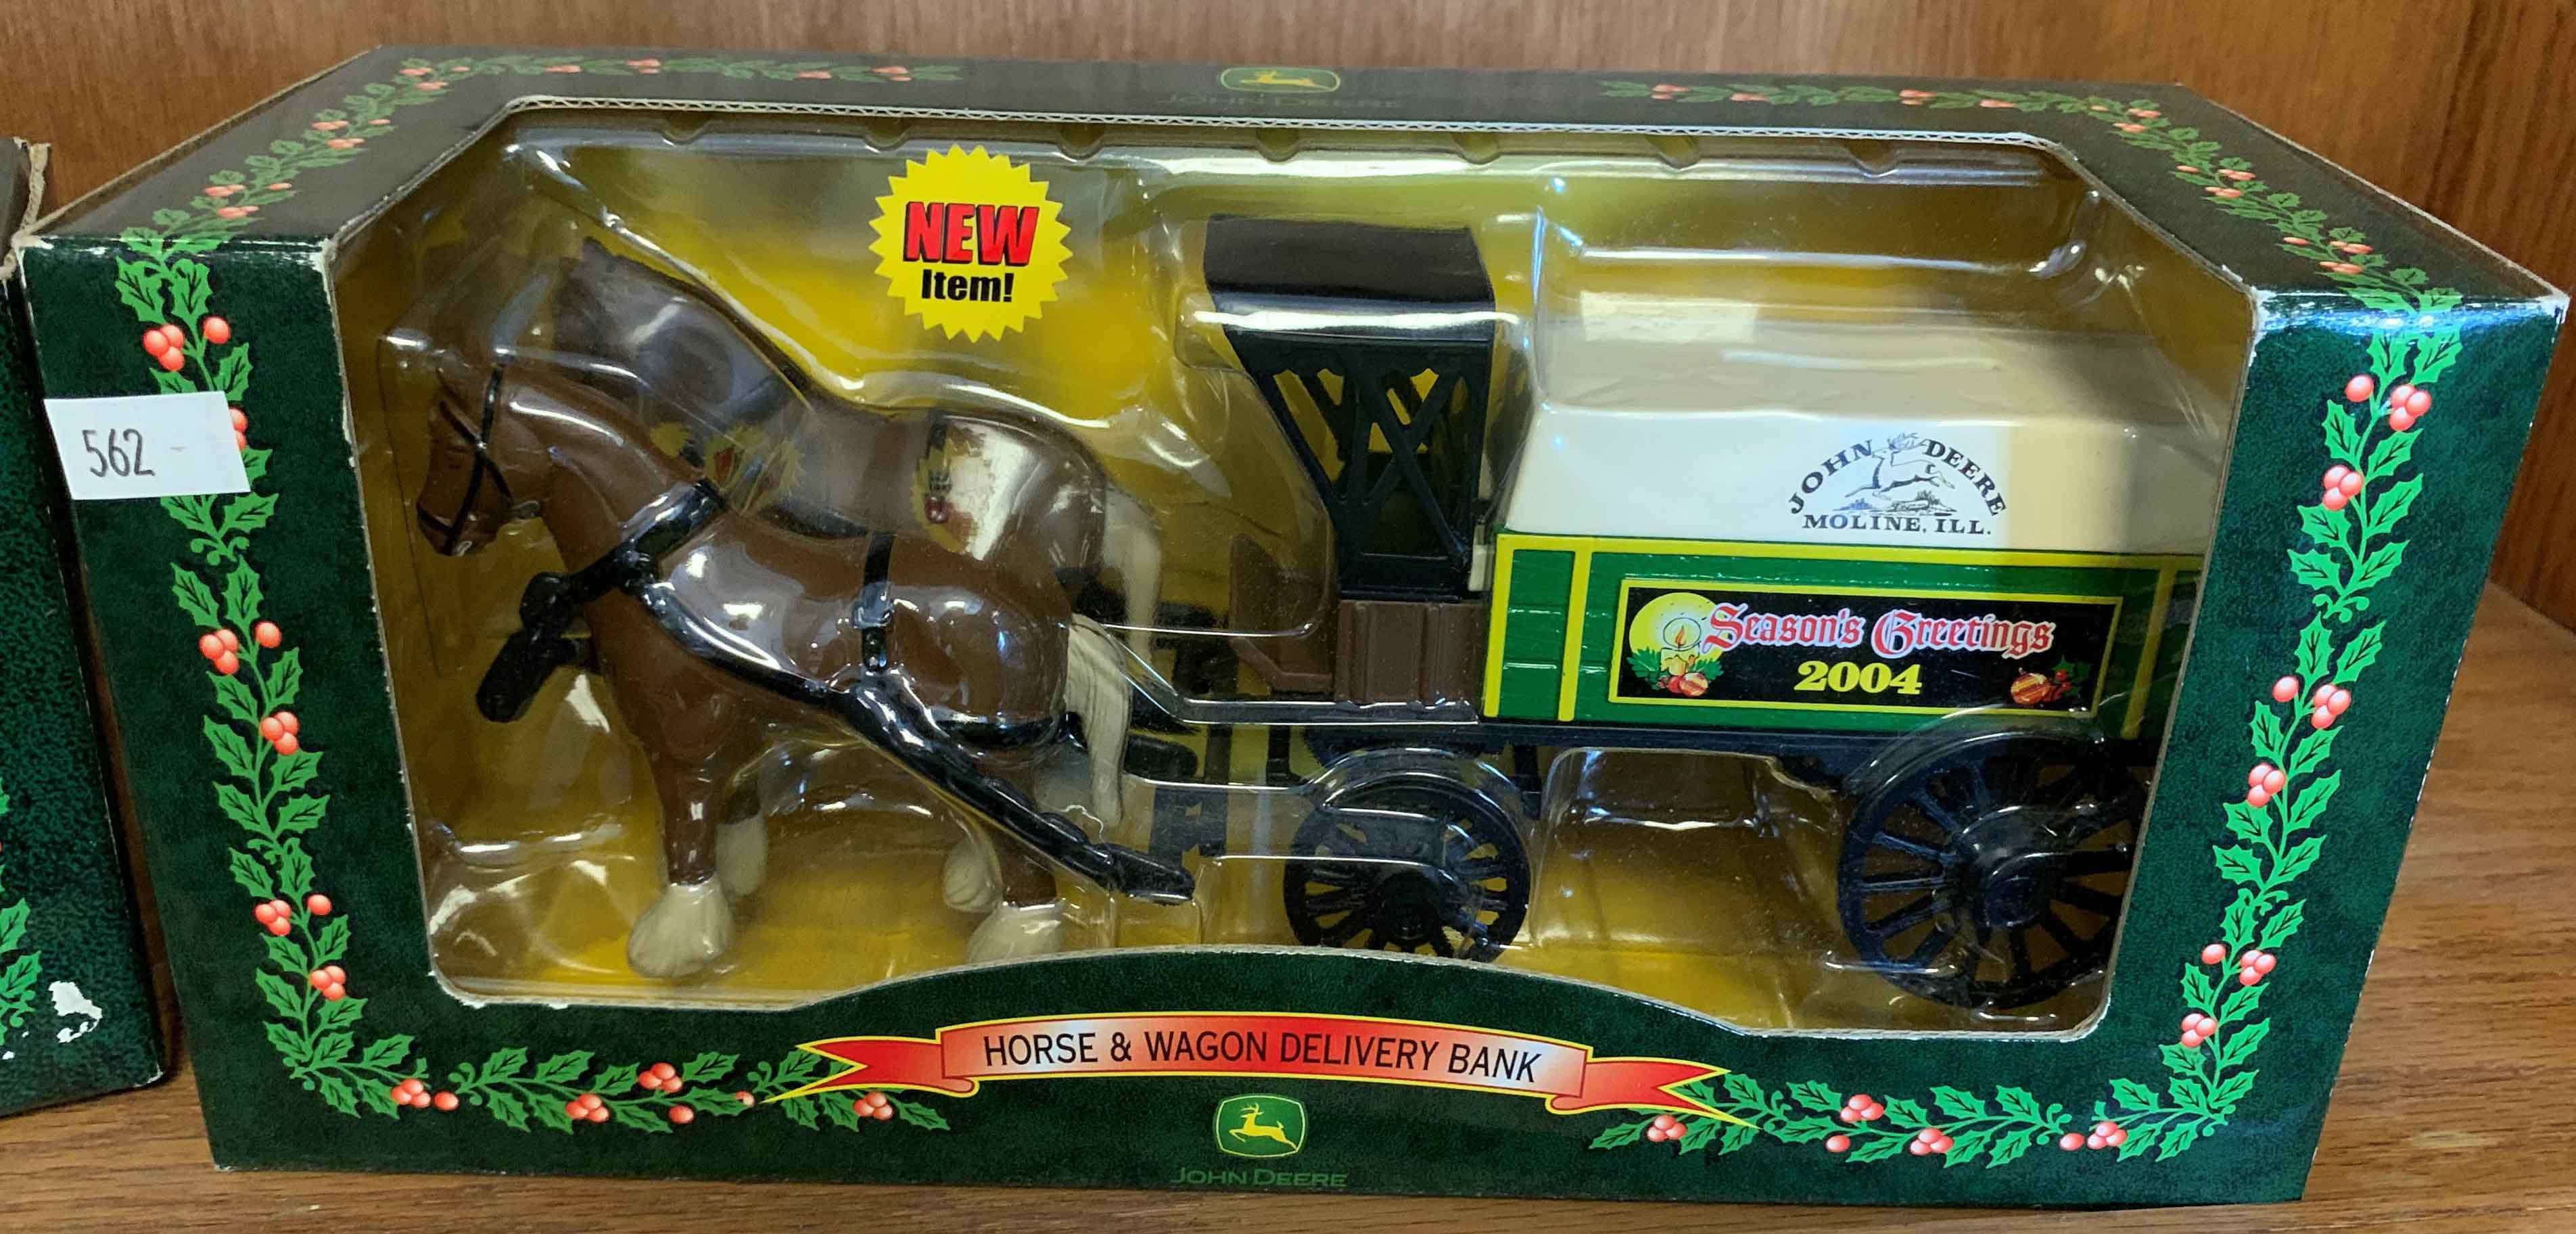 JOHN DEERE
NEW
Item!
562 -
JOHN DEERE
MOLINE, ILL.
Season's Greetings
2004
HORSE & WAGON DELIVERY BANK
JOHN DEERE